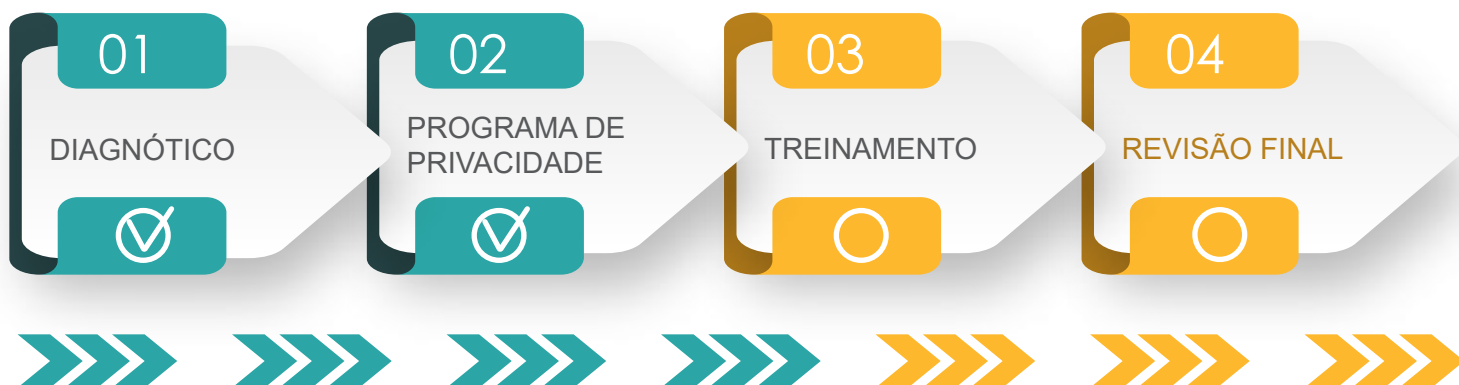 01
DIAGNÓTICO
02
PROGRAMA DE
PRIVACIDADE
03
TREINAMENTO
04
REVISÃO FINAL